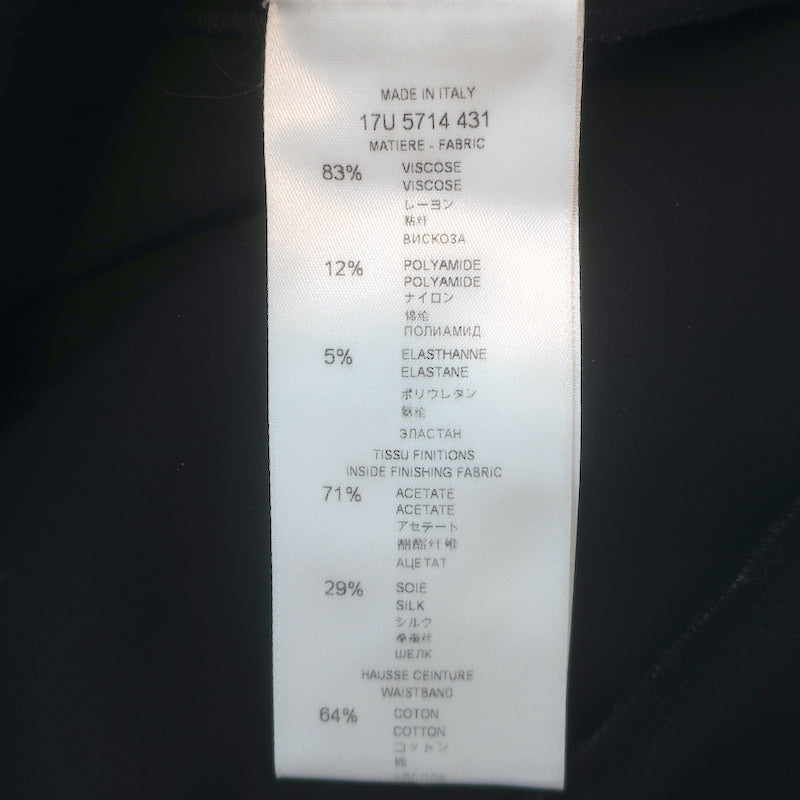 MADE IN ITALY
17U 5714 431
MATIERE - FABRIC
83% VISCOSE
VISCOSE
レーヨン
粘纤
ВИСКОЗА
12% POLYAMIDE
POLYAMIDE
ナイロン
锦纶
ПОЛИАМИД
5% ELASTHANNE
ELASTANE
ポリウレタン
氨纶
ЭЛАСТАН
TISSU FINITIONS
INSIDE FINISHING FABRIC
71% ACETATE
ACETATE
アセテート
醋酯纤维
АЦЕТАТ
29% SOIE
SILK
シルク
桑蚕丝
ШЕЛК
HAUSSE CEINTURE
WAISTBAND
64% COTON
COTTON
コットン
棉